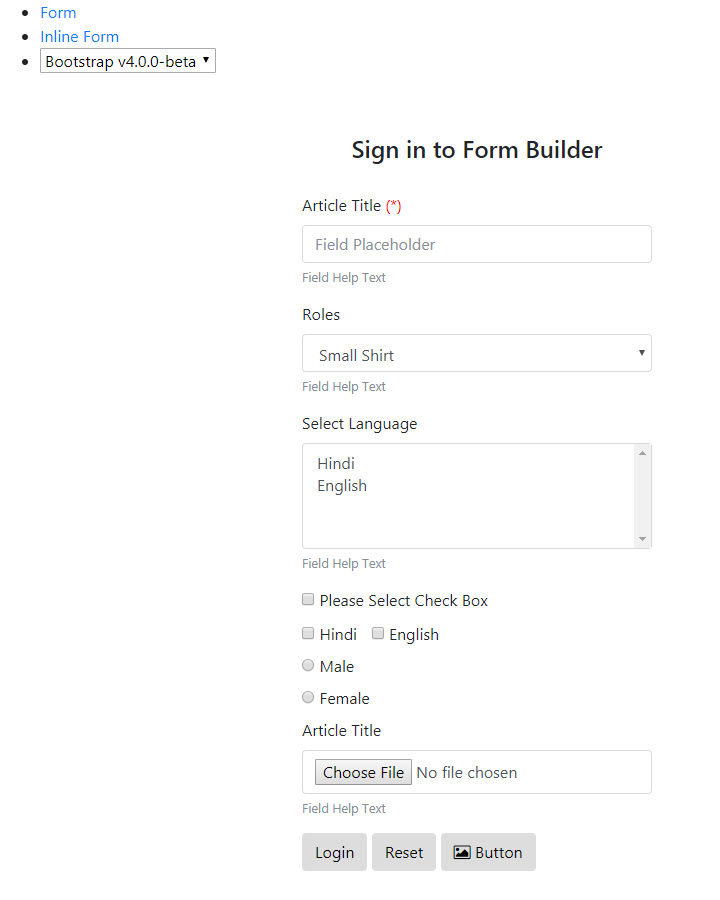 Form
Inline Form
Bootstrap v4.0.0-beta
Sign in to Form Builder
Article Title (*)
Field Placeholder
Field Help Text
Roles
Small Shirt
Field Help Text
Select Language
Hindi
English
Field Help Text
Please Select Check Box
Hindi English
Male
Female
Article Title
Choose File No file chosen
Field Help Text
Login Reset Button